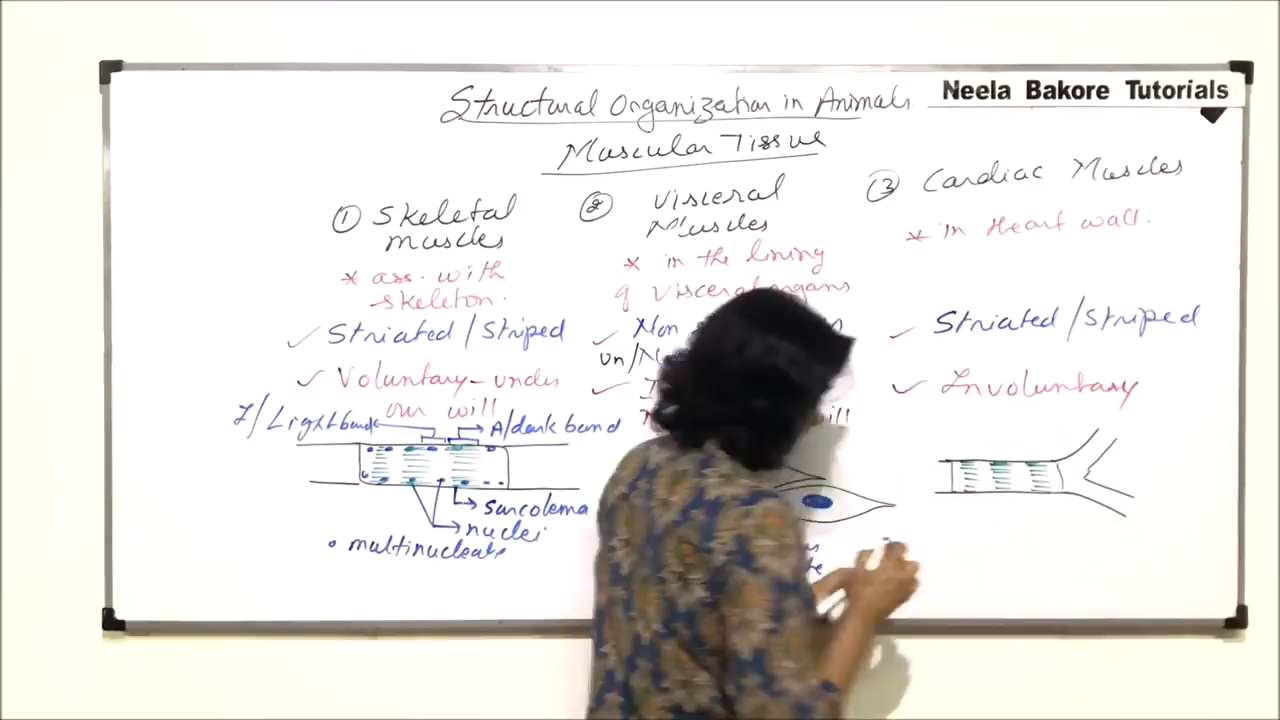 Neela Bakore Tutorials
Structural Organization in Animals
Muscular Tissue
① Skeletal
muscles
* ass. with
skeleton.
✓ Striated / Striped
✓ Voluntary - under
our will
I/Light band
A/dark band
sarcolema
nuclei
• multinucleate
② Visceral
Muscles
* in the lining
of visceral organs
✓ Non
un/
✓
③ Cardiac Muscles
* in Heart wall.
✓ Striated / Striped
✓ Involuntary